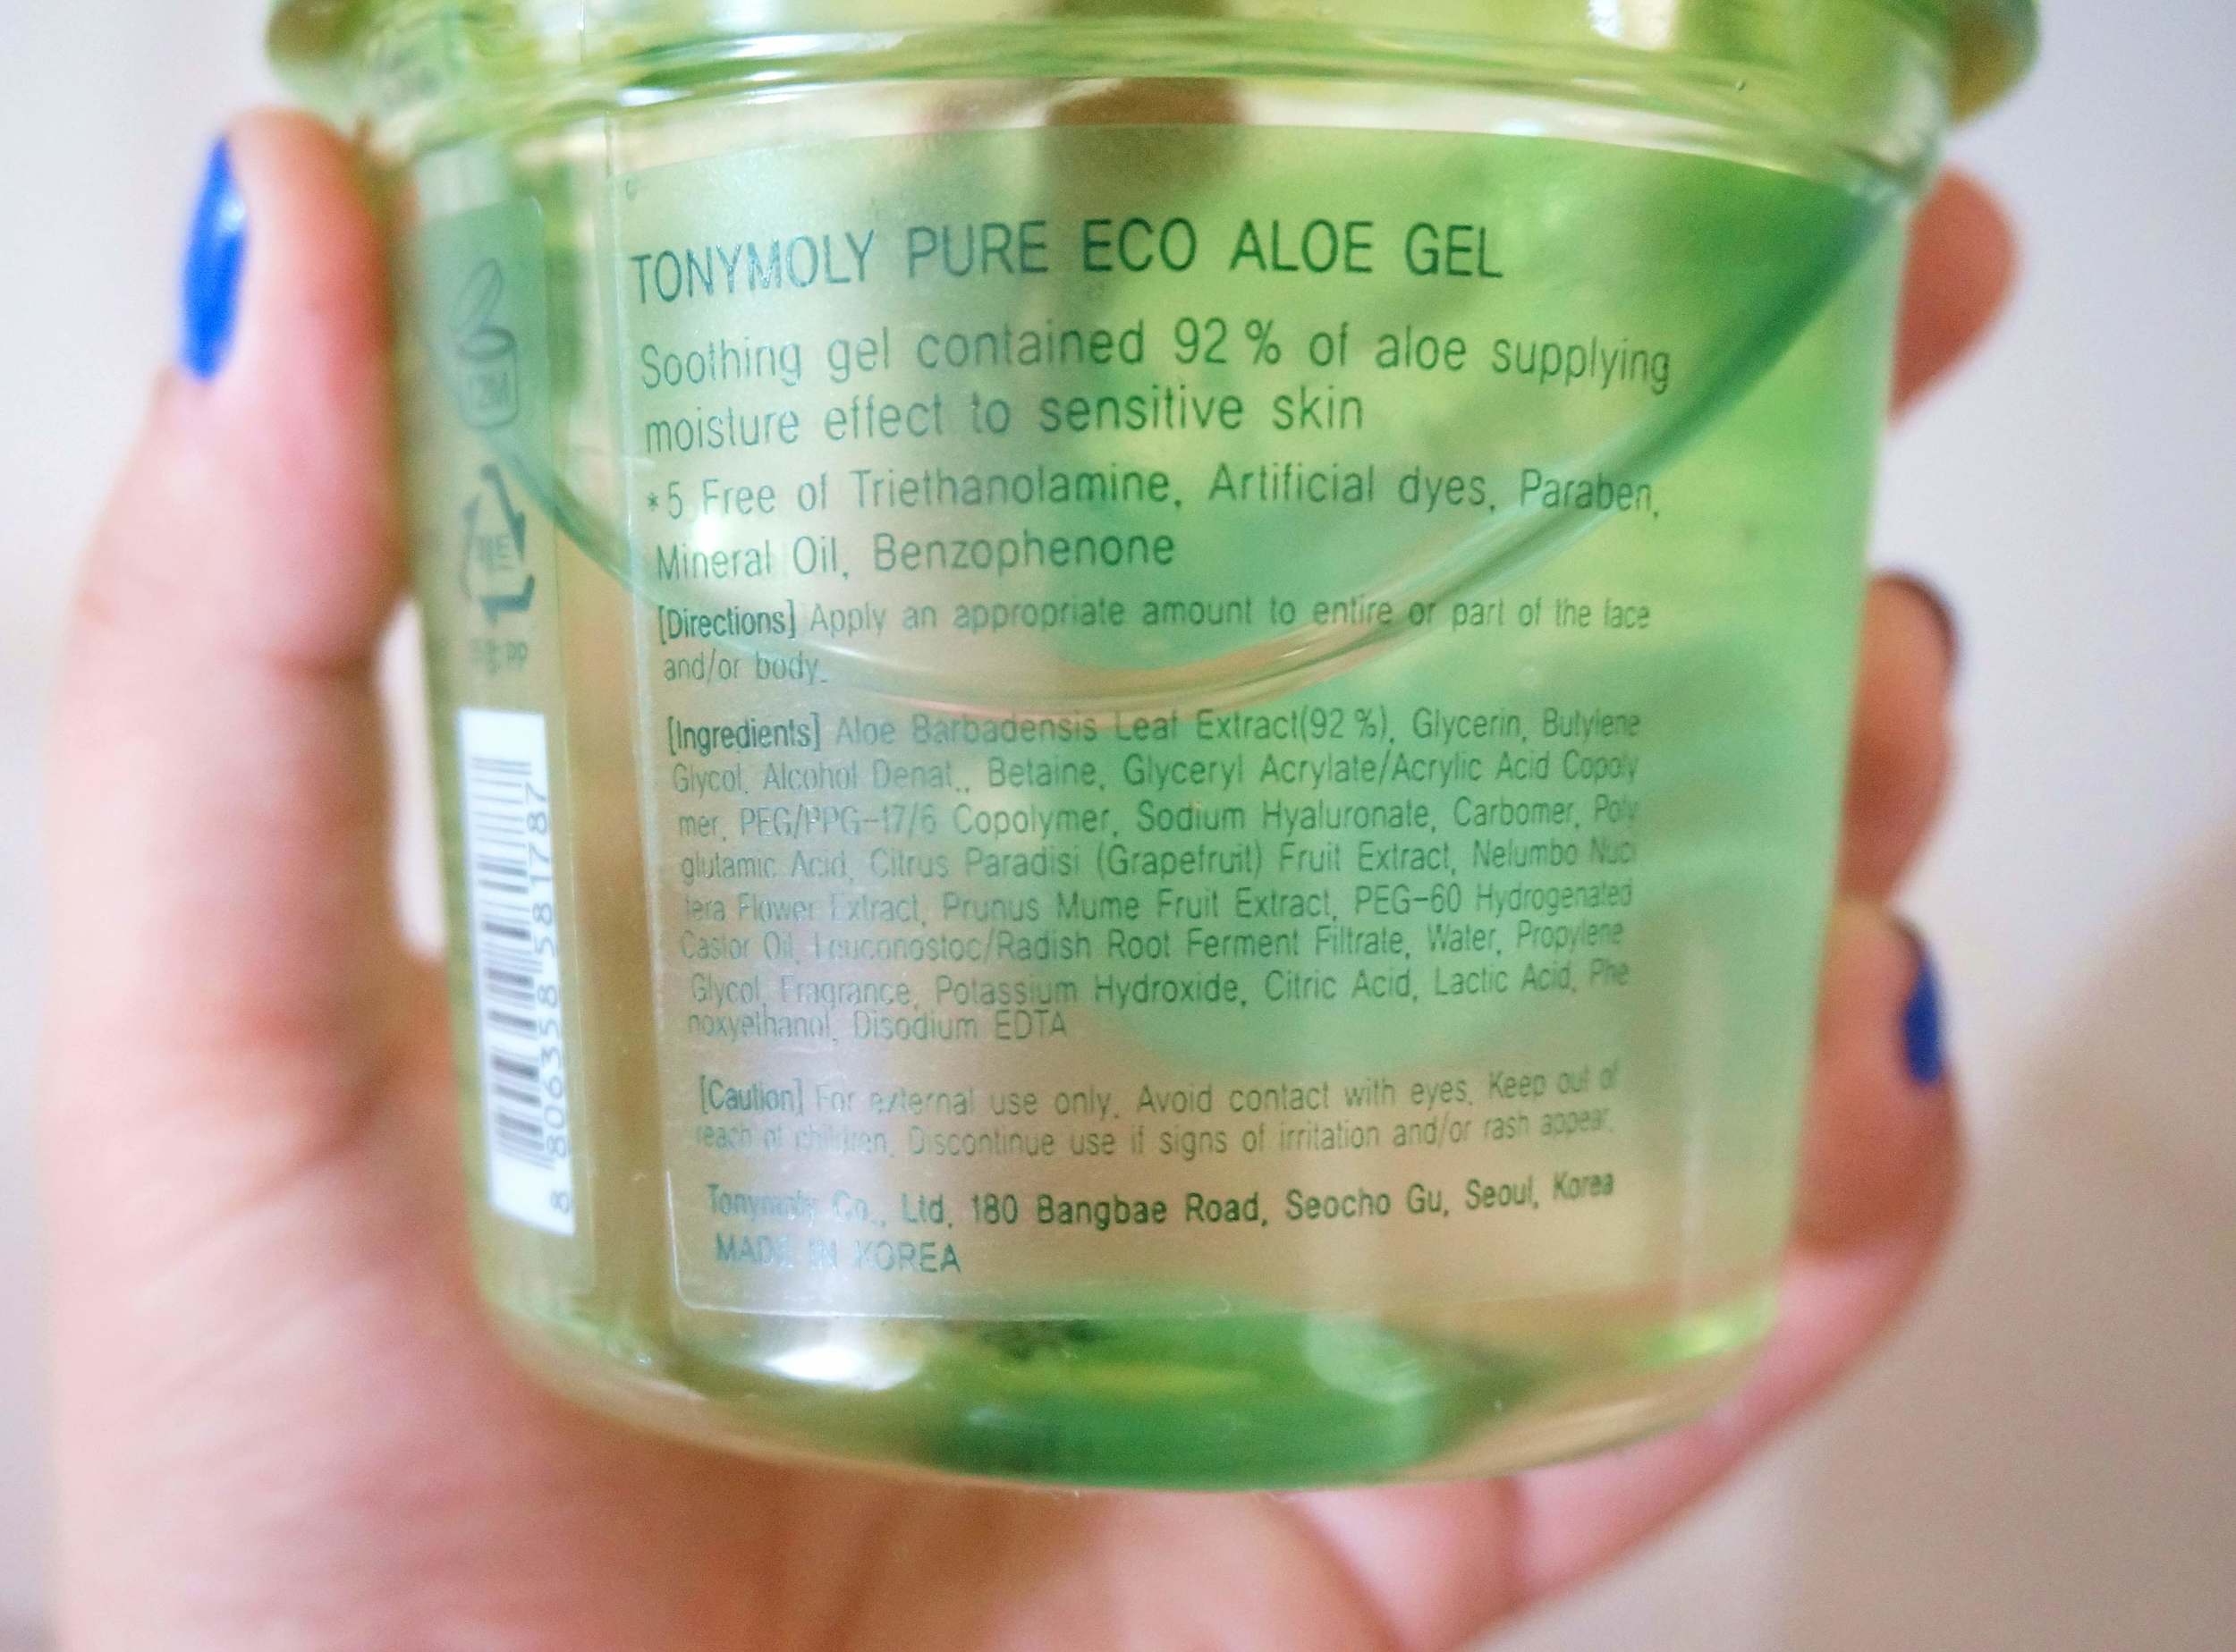 TONYMOLY PURE ECO ALOE GEL
Soothing gel contained 92 % of aloe supplying
moisture effect to sensitive skin
*5 Free of Triethanolamine, Artificial dyes, Paraben,
Mineral Oil, Benzophenone
[Directions] Apply an appropriate amount to entire or part of the face
and/or body.
[Ingredients] Aloe Barbadensis Leaf Extract(92 %), Glycerin, Butylene
Glycol, Alcohol Denat., Betaine, Glyceryl Acrylate/Acrylic Acid Copoly
mer, PEG/PPG-17/6 Copolymer, Sodium Hyaluronate, Carbomer, Poly
glutamic Acid, Citrus Paradisi (Grapefruit) Fruit Extract, Nelumbo Nuci
fera Flower Extract, Prunus Mume Fruit Extract, PEG-60 Hydrogenated
Castor Oil, Leuconostoc/Radish Root Ferment Filtrate, Water, Propylene
Glycol, Fragrance, Potassium Hydroxide, Citric Acid, Lactic Acid, Phe
noxyethanol, Disodium EDTA
[Caution] For external use only. Avoid contact with eyes. Keep out of
reach of children. Discontinue use if signs of irritation and/or rash appear.
Tonymoly Co., Ltd, 180 Bangbae Road, Seocho Gu, Seoul, Korea
MADE IN KOREA
8 806358 581787